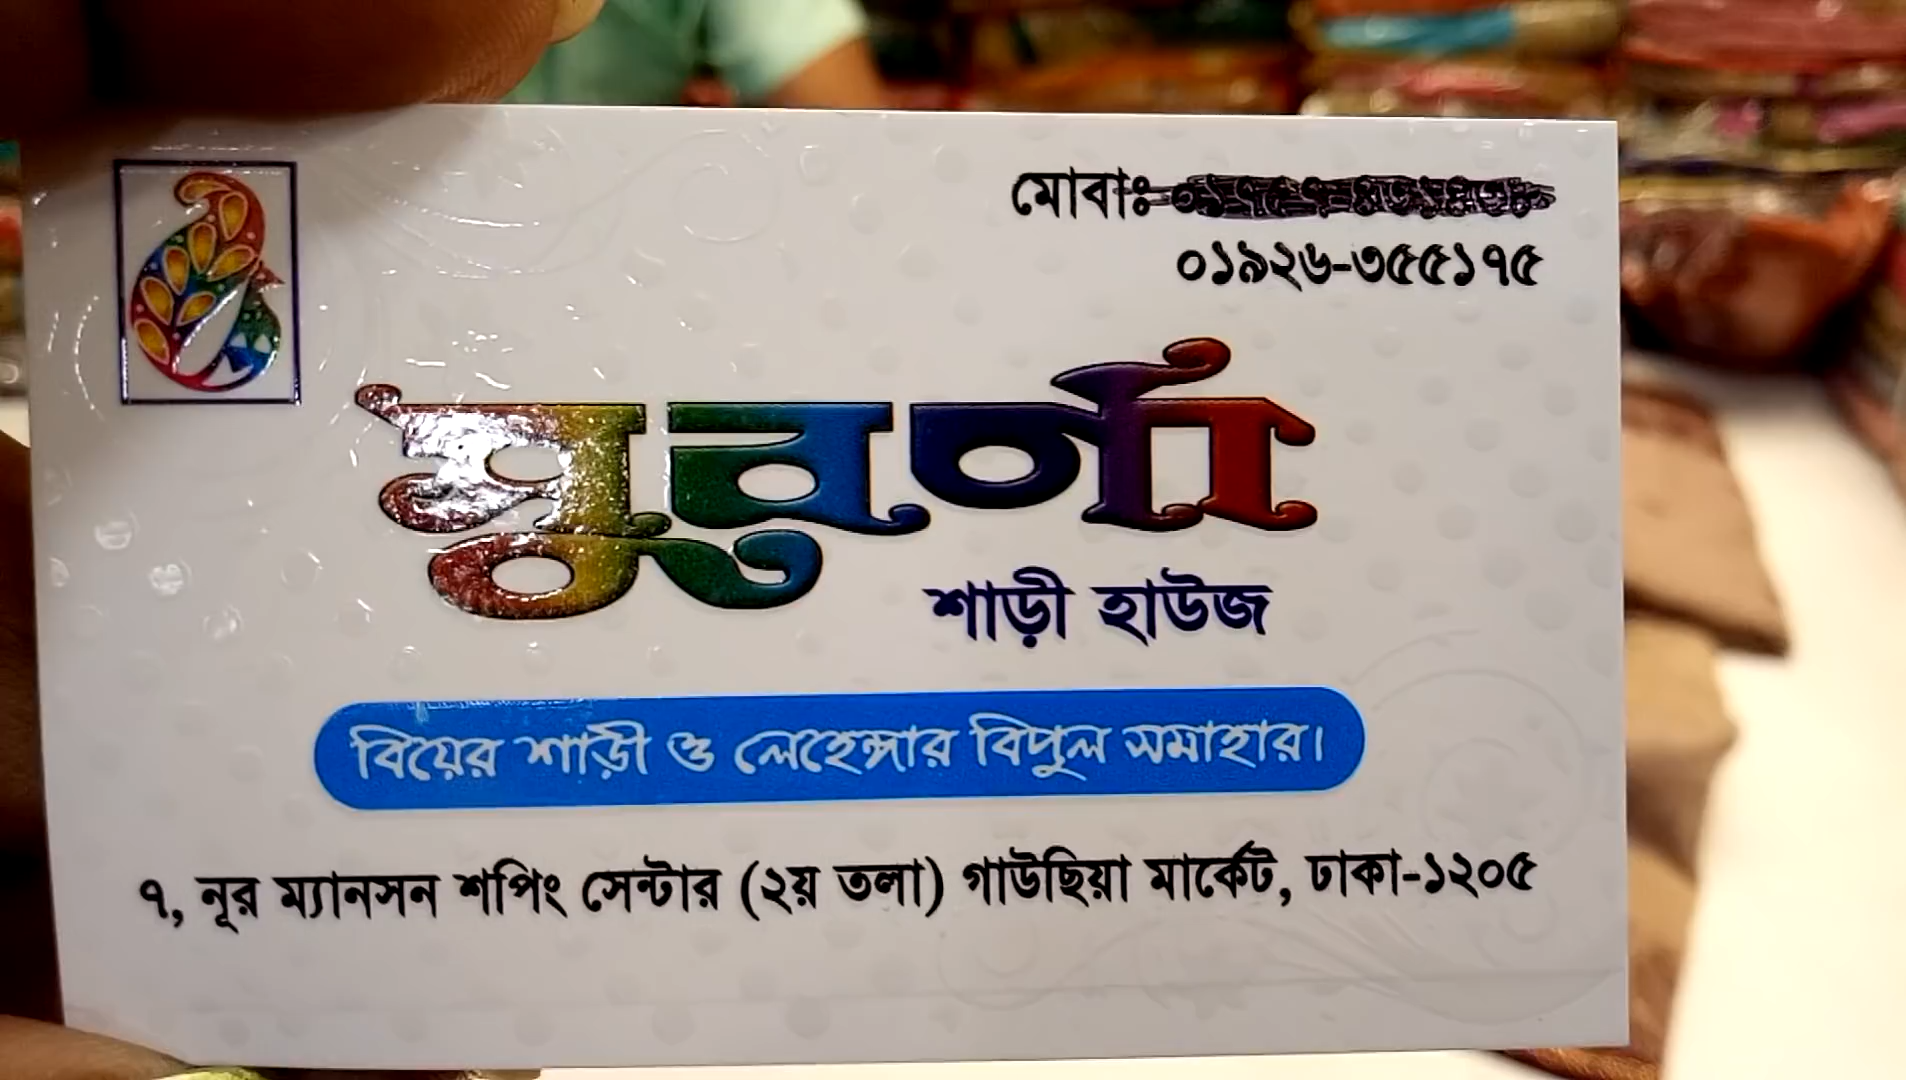 মোবাঃ
০১৯২৬-৩৫৫১৭৫
সুবর্ণা
শাড়ী হাউজ
বিয়ের শাড়ী ও লেহেঙ্গার বিপুল সমাহার।
৭, নূর ম্যানসন শপিং সেন্টার (২য় তলা) গাউছিয়া মার্কেট, ঢাকা-১২০৫